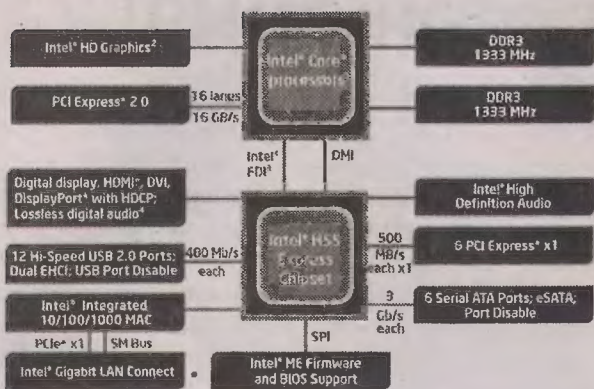 Intel® HD Graphics²
Intel® Core™
processors
DDR3
1333 MHz
PCI Express* 2.0
16 lanes
16 GB/s
DDR3
1333 MHz
Intel®
FDI³
DMI
Digital display, HDMI*, DVI,
DisplayPort* with HDCP;
Lossless digital audio⁴
Intel® High
Definition Audio
12 Hi-Speed USB 2.0 Ports;
Dual EHCI; USB Port Disable
480 Mb/s
each
Intel® H55
express
chipset
500
MB/s
each x1
6 PCI Express* x1
Intel® Integrated
10/100/1000 MAC
3
Gb/s
each
6 Serial ATA Ports; eSATA;
Port Disable
PCIe* x1
SM Bus
SPI
Intel® Gigabit LAN Connect
Intel® ME Firmware
and BIOS Support